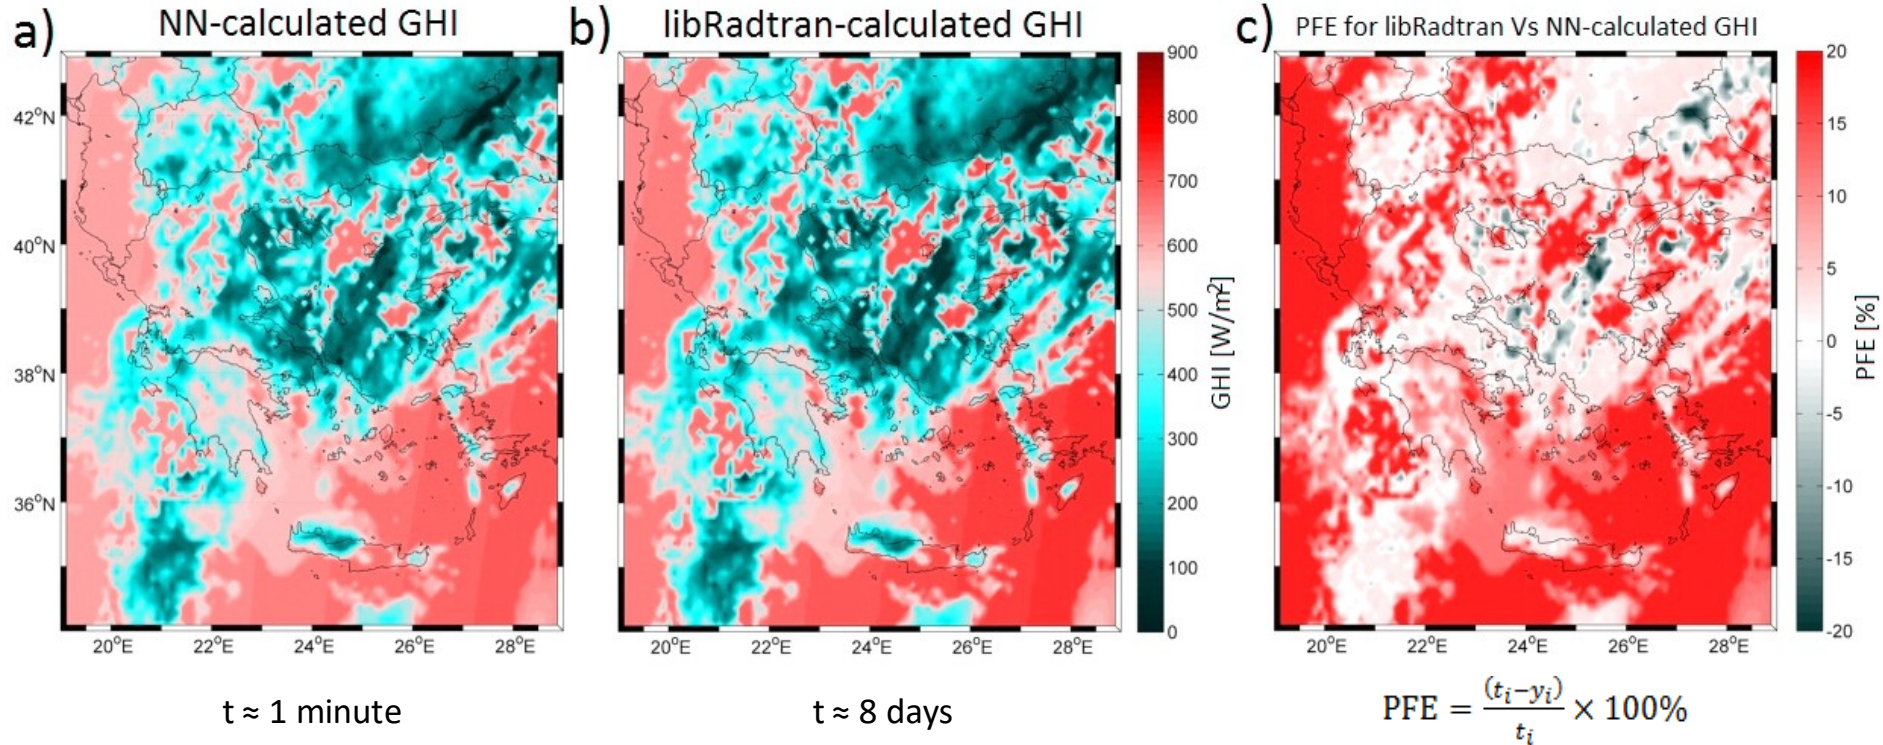 a) NN-calculated GHI
b) libRadtran-calculated GHI
c) PFE for libRadtran Vs NN-calculated GHI
42°N
40°N
38°N
36°N
20°E 22°E 24°E 26°E 28°E
20°E 22°E 24°E 26°E 28°E
900
800
700
600
500
400
300
200
100
0
GHI [W/m²]
20°E 22°E 24°E 26°E 28°E
20
15
10
5
0
-5
-10
-15
-20
PFE [%]
t ≈ 1 minute
t ≈ 8 days
PFE = (tᵢ−yᵢ)/tᵢ × 100%